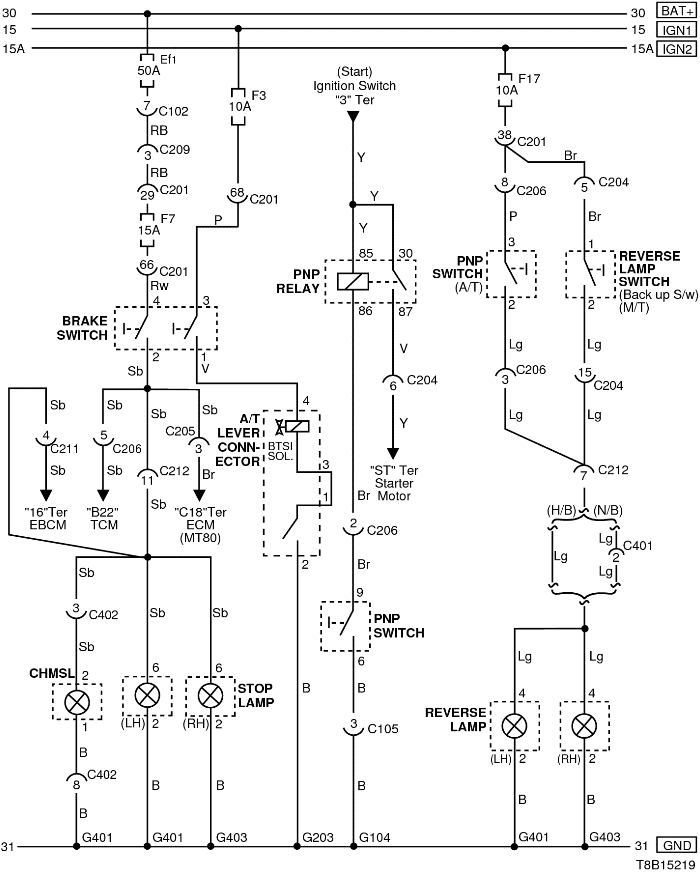 30 30 BAT+
15 15 IGN1
15A 15A IGN2
Ef1
50A
7 C102
RB
3 C209
RB
29 C201
F7
15A
66 C201
Rw
F3
10A
68 C201
P
(Start)
Ignition Switch
"3" Ter
Y
Y
Y
85 30
PNP
RELAY
86 87
V
6 C204
Y
"ST" Ter
Starter
Motor
F17
10A
38 C201
Br
8 C206
5 C204
P
Br
3
1
PNP
SWITCH
(A/T)
2
REVERSE
LAMP
SWITCH
(Back up S/w)
(M/T)
2
Lg
Lg
3 C206
15 C204
Lg
Lg
7 C212
(H/B) (N/B)
Lg
Lg
C401
2
Lg
4 3
BRAKE
SWITCH
2 1
Sb
V
Sb
Sb
Sb
Sb
4 C211
5 C206
C205
3
11 C212
Sb
Sb
Br
Sb
"16"Ter
EBCM
"B22"
TCM
"C18"Ter
ECM
(MT80)
A/T
LEVER
CONN-
ECTOR
4
BTSI
SOL.
3
1
2
Br
2 C206
Br
9
PNP
SWITCH
6
B
3 C105
B
Sb
Sb
Sb
3 C402
Sb
CHMSL 2
1
6
(LH) 2
6
(RH) 2
STOP
LAMP
B
C402
8
B
B
B
B
Lg
Lg
REVERSE
LAMP
4
(LH) 2
4
(RH) 2
B
B
31 G401 G401 G403 G203 G104 G401 G403 31 GND
T8B15219